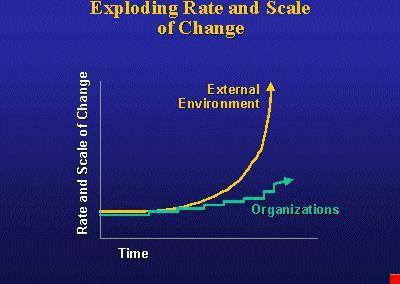 Exploding Rate and Scale
of Change
External
Environment
Rate and Scale of Change
Organizations
Time